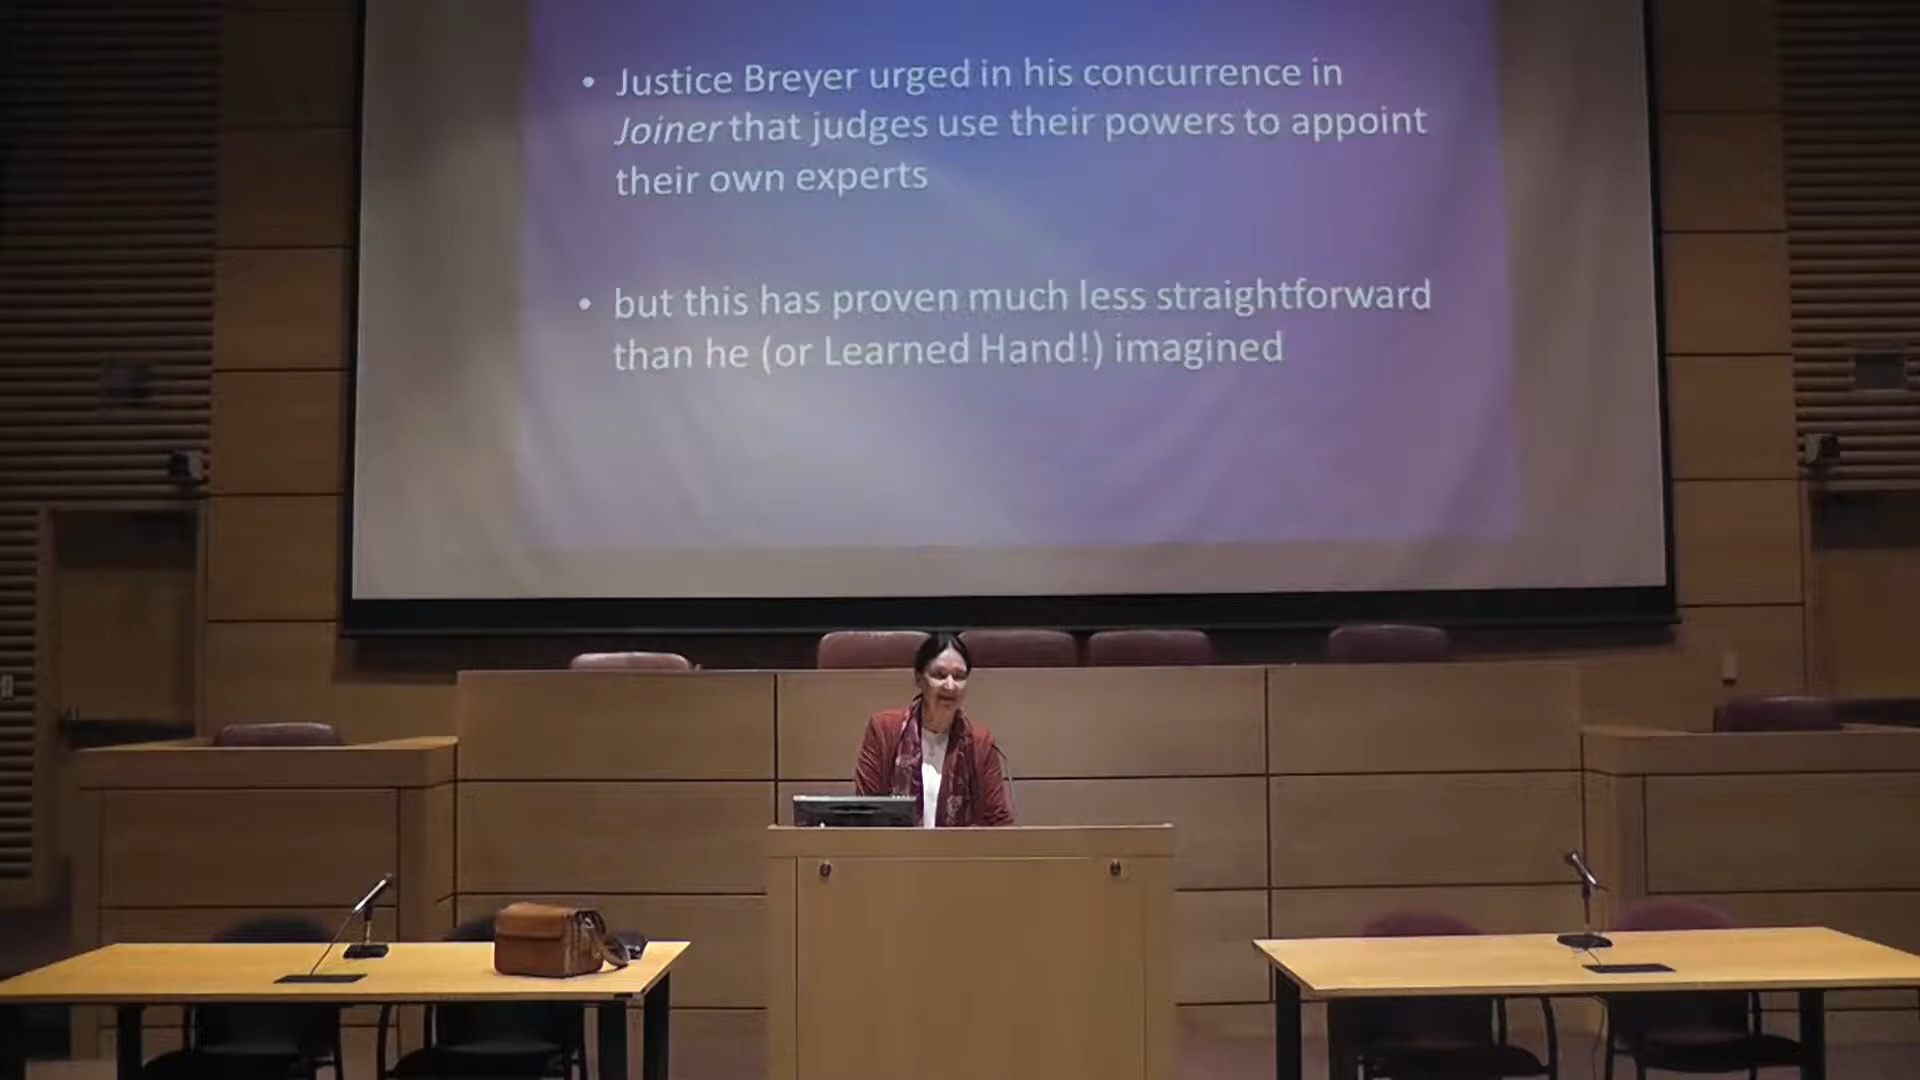 • Justice Breyer urged in his concurrence in
Joiner that judges use their powers to appoint
their own experts
• but this has proven much less straightforward
than he (or Learned Hand!) imagined